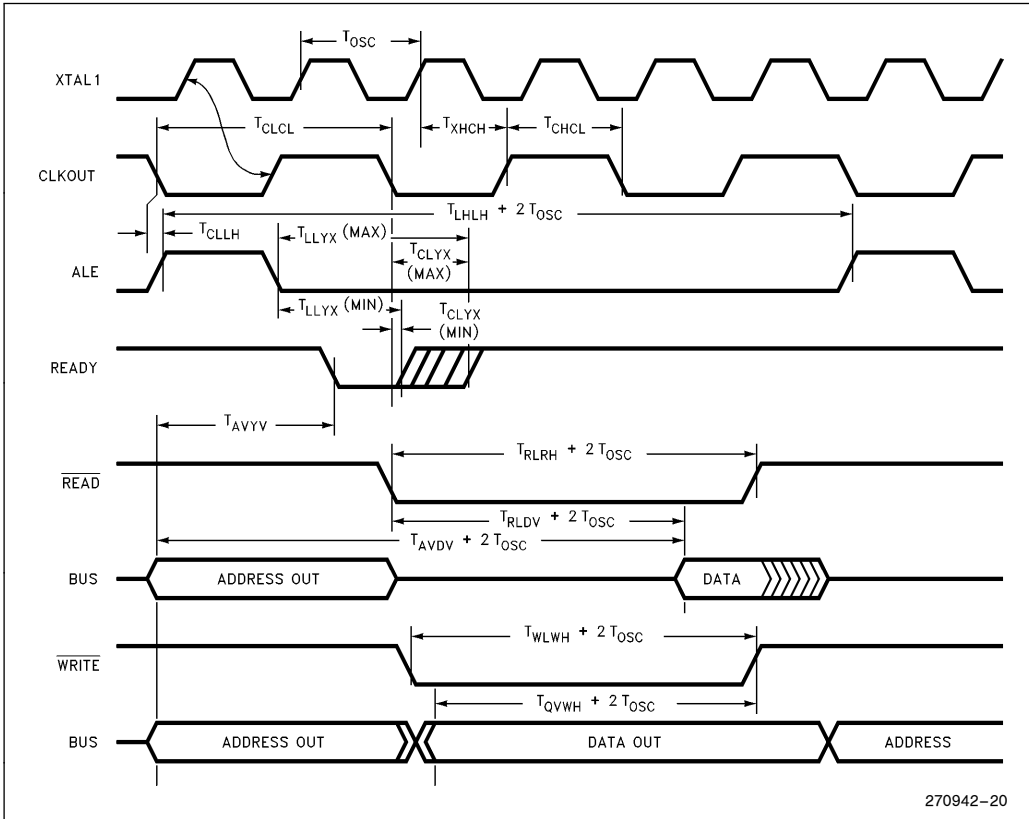 T_OSC
XTAL1
T_CLCL
T_XHCH
T_CHCL
CLKOUT
T_LHLH + 2 T_OSC
T_CLLH
T_LLYX (MAX)
T_CLYX
(MAX)
ALE
T_LLYX (MIN)
T_CLYX
(MIN)
READY
T_AVYV
T_RLRH + 2 T_OSC
READ
T_RLDV + 2 T_OSC
T_AVDV + 2 T_OSC
BUS
ADDRESS OUT
DATA
T_WLWH + 2 T_OSC
WRITE
T_QVWH + 2 T_OSC
BUS
ADDRESS OUT
DATA OUT
ADDRESS
270942–20